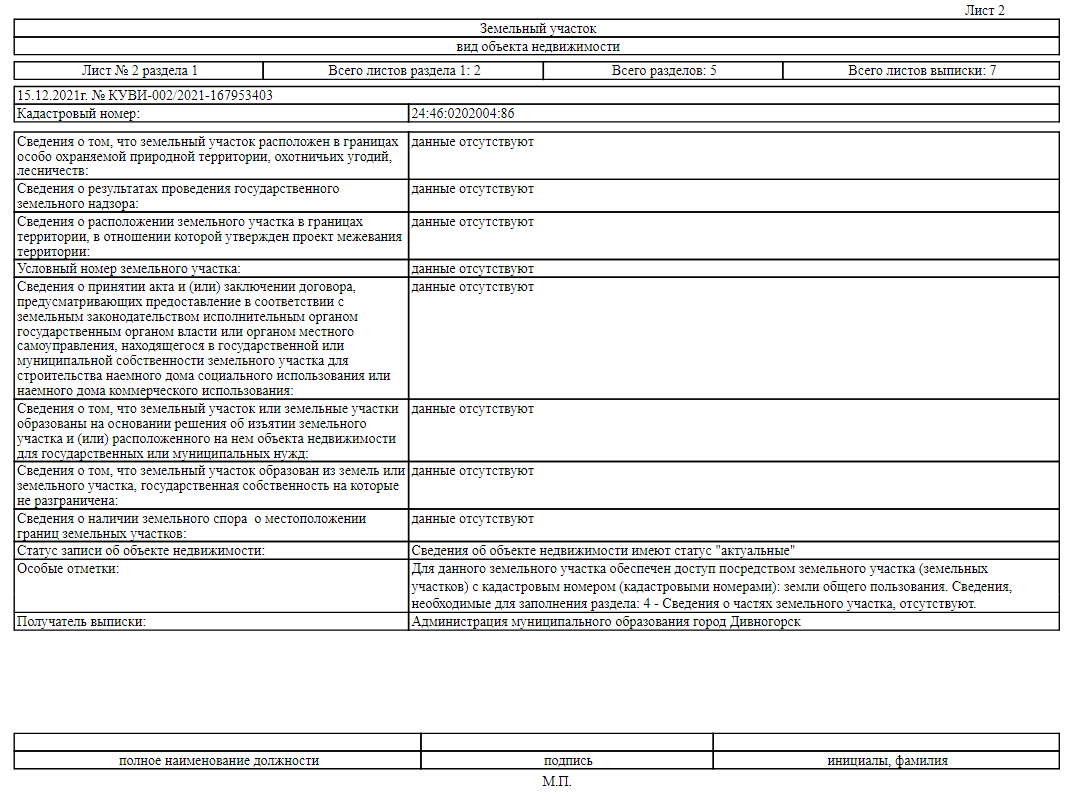 Лист 2
Земельный участок
вид объекта недвижимости
Лист № 2 раздела 1
Всего листов раздела 1: 2
Всего разделов: 5
Всего листов выписки: 7
15.12.2021г. № КУВИ-002/2021-167953403
Кадастровый номер:
24:46:0202004:86
Сведения о том, что земельный участок расположен в границах
особо охраняемой природной территории, охотничьих угодий,
лесничеств:
данные отсутствуют
Сведения о результатах проведения государственного
земельного надзора:
данные отсутствуют
Сведения о расположении земельного участка в границах
территории, в отношении которой утвержден проект межевания
территории:
данные отсутствуют
Условный номер земельного участка:
данные отсутствуют
Сведения о принятии акта и (или) заключении договора,
предусматривающих предоставление в соответствии с
земельным законодательством исполнительным органом
государственным органом власти или органом местного
самоуправления, находящегося в государственной или
муниципальной собственности земельного участка для
строительства наемного дома социального использования или
наемного дома коммерческого использования:
данные отсутствуют
Сведения о том, что земельный участок или земельные участки
образованы на основании решения об изъятии земельного
участка и (или) расположенного на нем объекта недвижимости
для государственных или муниципальных нужд:
данные отсутствуют
Сведения о том, что земельный участок образован из земель или
земельного участка, государственная собственность на которые
не разграничена:
данные отсутствуют
Сведения о наличии земельного спора  о местоположении
границ земельных участков:
данные отсутствуют
Статус записи об объекте недвижимости:
Сведения об объекте недвижимости имеют статус "актуальные"
Особые отметки:
Для данного земельного участка обеспечен доступ посредством земельного участка (земельных
участков) с кадастровым номером (кадастровыми номерами): земли общего пользования. Сведения,
необходимые для заполнения раздела: 4 - Сведения о частях земельного участка, отсутствуют.
Получатель выписки:
Администрация муниципального образования город Дивногорск
полное наименование должности
подпись
инициалы, фамилия
М.П.